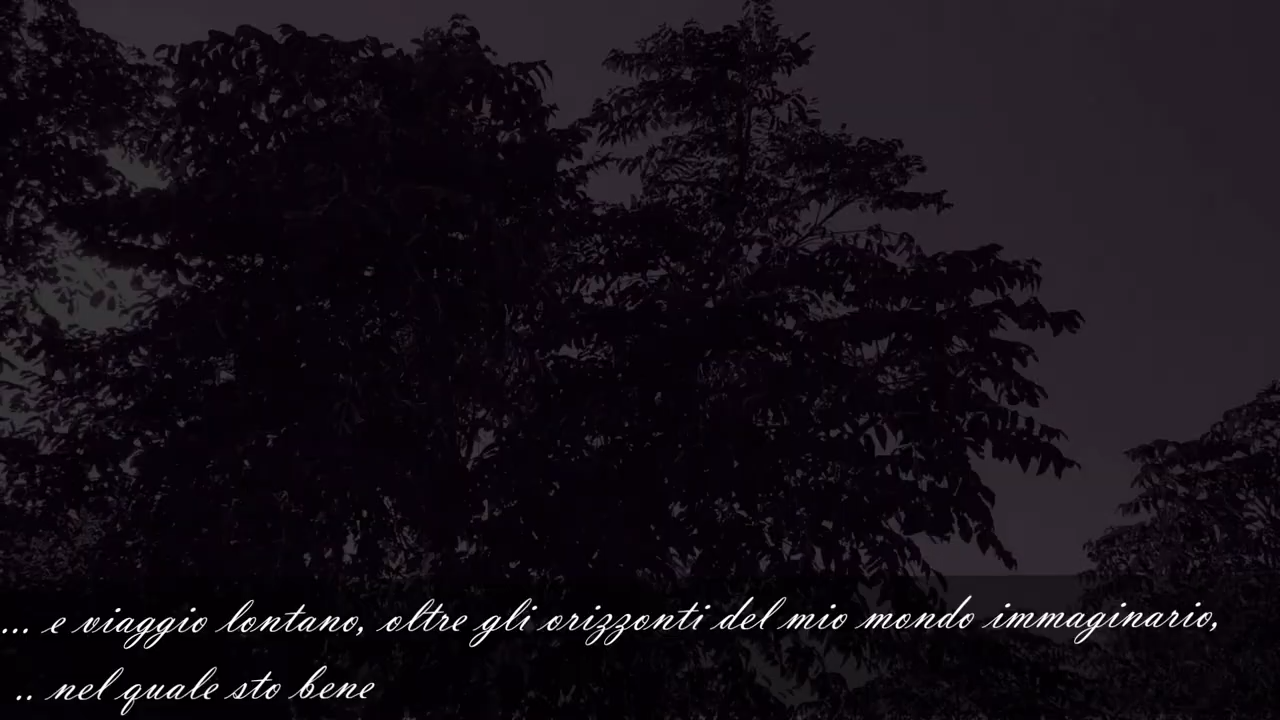 ... e viaggio lontano, oltre gli orizzonti del mio mondo immaginario,
.. nel quale sto bene